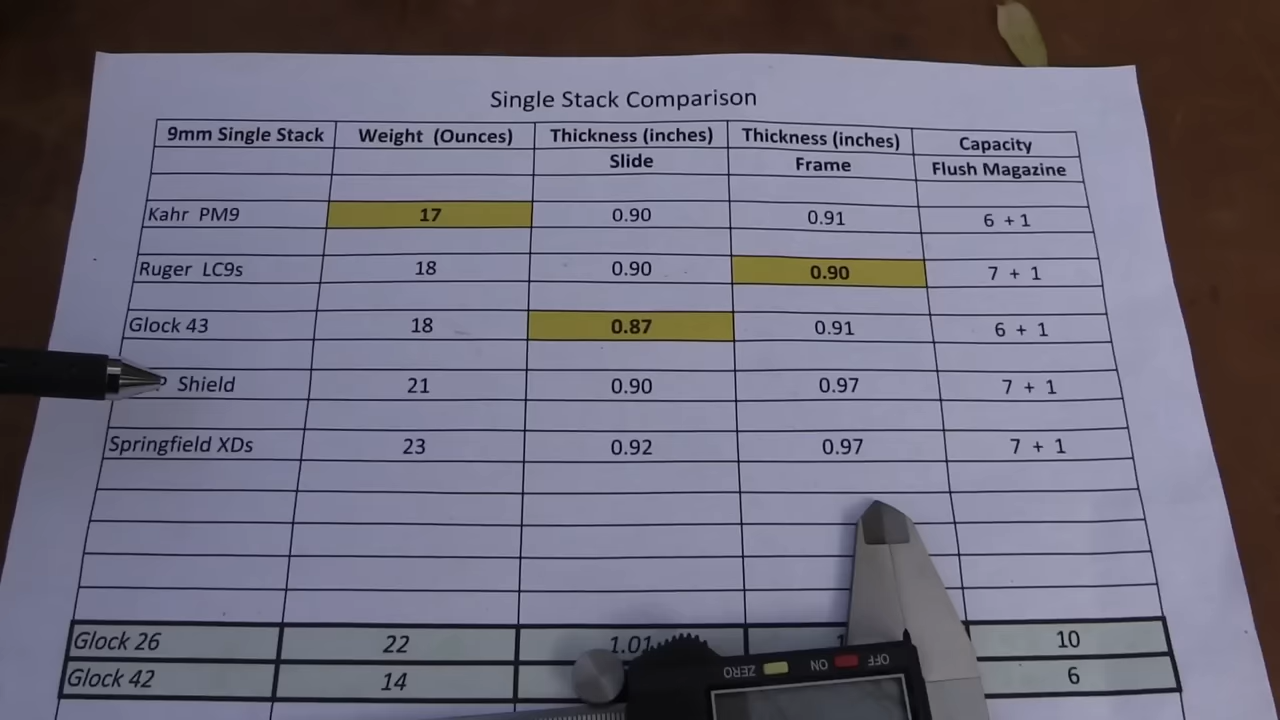 Single Stack Comparison
9mm Single Stack Weight (Ounces) Thickness (inches) Thickness (inches) Capacity
Slide Frame Flush Magazine
Kahr PM9 17 0.90 0.91 6 + 1
Ruger LC9s 18 0.90 0.90 7 + 1
Glock 43 18 0.87 0.91 6 + 1
Shield 21 0.90 0.97 7 + 1
Springfield XDs 23 0.92 0.97 7 + 1
Glock 26 22 1.01 10
Glock 42 14 6
ZERO ON OFF